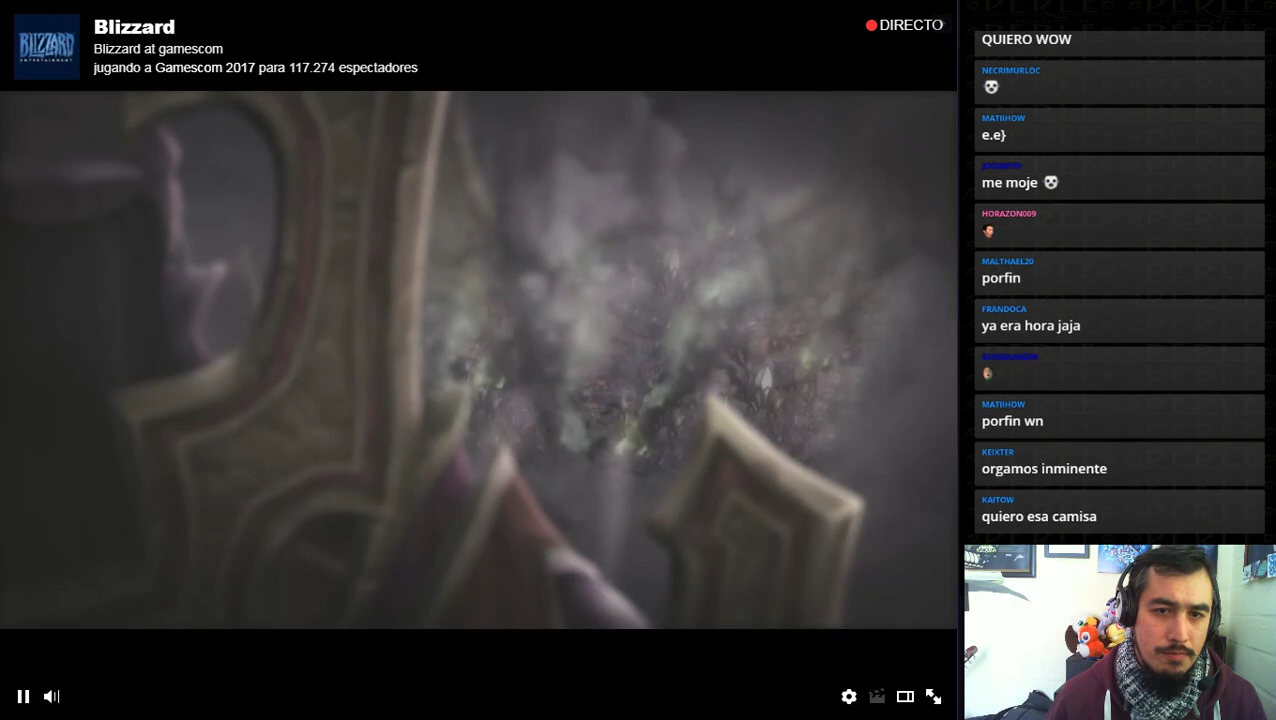 BLIZZARD
ENTERTAINMENT
Blizzard
Blizzard at gamescom
jugando a Gamescom 2017 para 117.274 espectadores
DIRECTO
QUIERO WOW
NECRIMURLOC
MATIIHOW
e.e}
me moje
HORAZON009
MALTHAEL20
porfin
FRANDOCA
ya era hora jaja
MATIIHOW
porfin wn
KEIXTER
orgamos inminente
KAITOW
quiero esa camisa